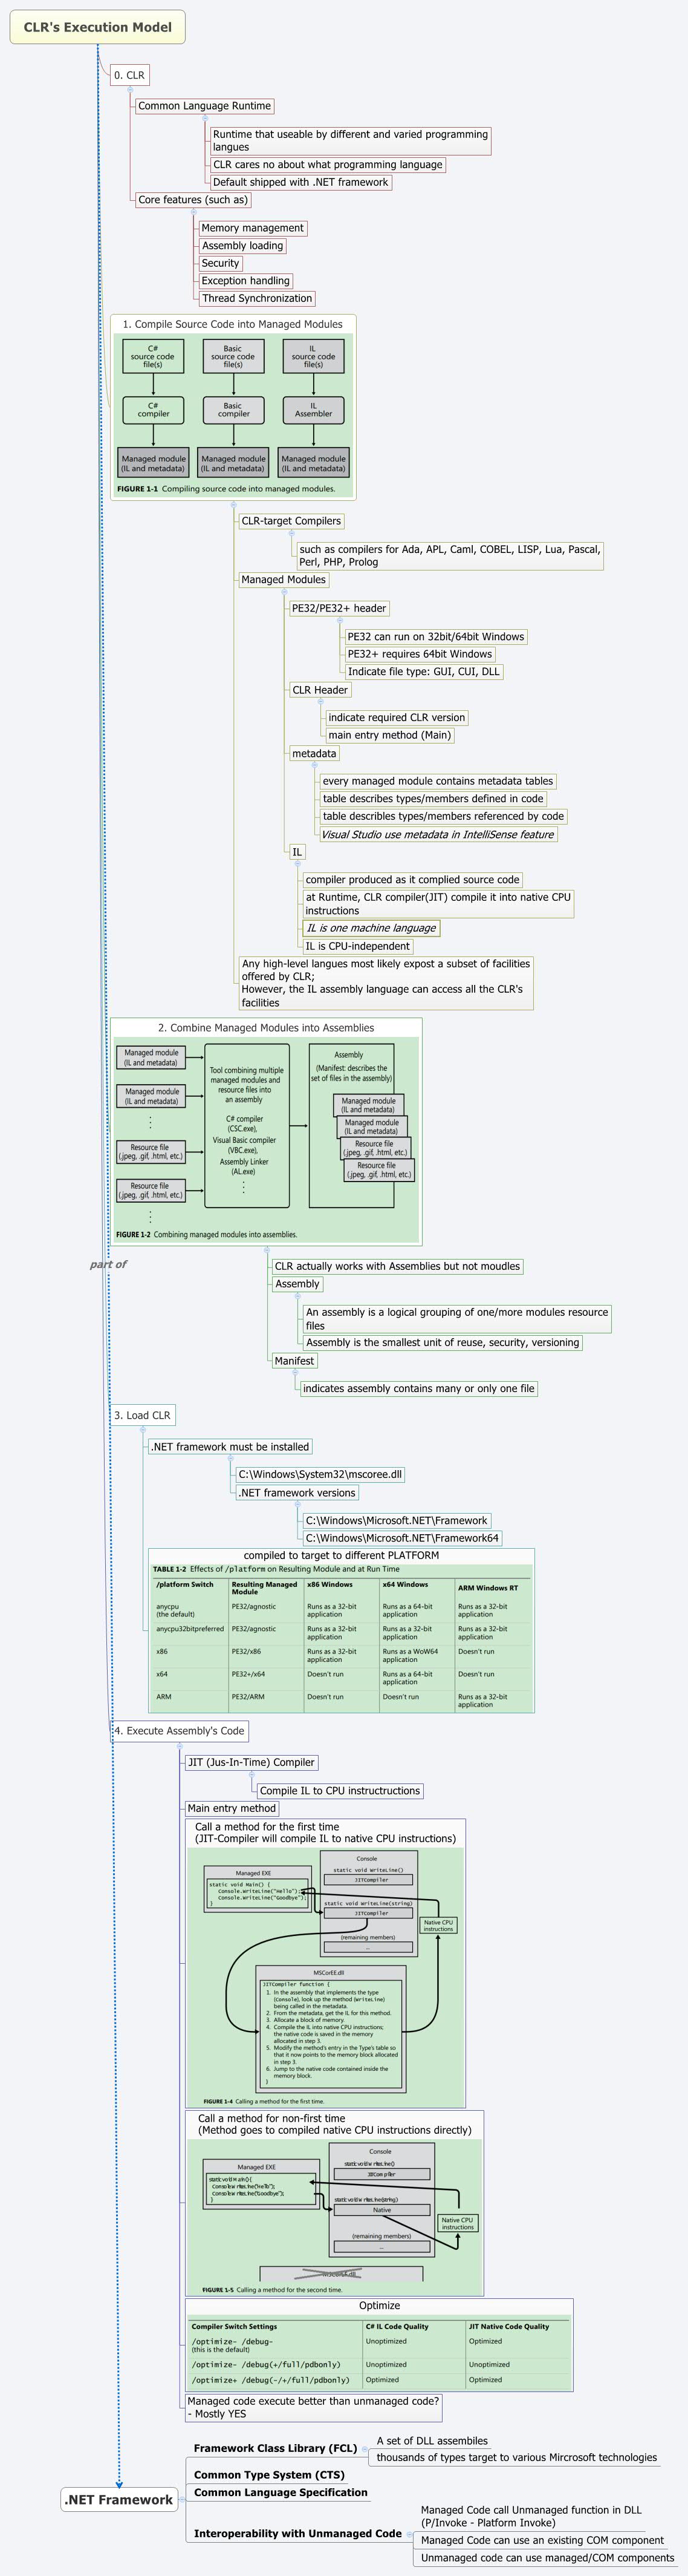 CLR's Execution Model
0. CLR
Common Language Runtime
Runtime that useable by different and varied programming
langues
CLR cares no about what programming language
Default shipped with .NET framework
Core features (such as)
Memory management
Assembly loading
Security
Exception handling
Thread Synchronization
1. Compile Source Code into Managed Modules
C#
source code
file(s)
Basic
source code
file(s)
IL
source code
file(s)
C#
compiler
Basic
compiler
IL
Assembler
Managed module
(IL and metadata)
Managed module
(IL and metadata)
Managed module
(IL and metadata)
FIGURE 1-1 Compiling source code into managed modules.
CLR-target Compilers
such as compilers for Ada, APL, Caml, COBEL, LISP, Lua, Pascal,
Perl, PHP, Prolog
Managed Modules
PE32/PE32+ header
PE32 can run on 32bit/64bit Windows
PE32+ requires 64bit Windows
Indicate file type: GUI, CUI, DLL
CLR Header
indicate required CLR version
main entry method (Main)
metadata
every managed module contains metadata tables
table describes types/members defined in code
table describles types/members referenced by code
Visual Studio use metadata in IntelliSense feature
IL
compiler produced as it complied source code
at Runtime, CLR compiler(JIT) compile it into native CPU
instructions
IL is one machine language
IL is CPU-independent
Any high-level langues most likely expost a subset of facilities
offered by CLR;
However, the IL assembly language can access all the CLR's
facilities
2. Combine Managed Modules into Assemblies
Managed module
(IL and metadata)
Managed module
(IL and metadata)
Resource file
(.jpeg, .gif, .html, etc.)
Resource file
(.jpeg, .gif, .html, etc.)
Tool combining multiple
managed modules and
resource files into
an assembly
C# compiler
(CSC.exe),
Visual Basic compiler
(VBC.exe),
Assembly Linker
(AL.exe)
Assembly
(Manifest: describes the
set of files in the assembly)
Managed module
(IL and metadata)
Managed module
(IL and metadata)
Resource file
(.jpeg, .gif, .html, etc.)
Resource file
(.jpeg, .gif, .html, etc.)
FIGURE 1-2 Combining managed modules into assemblies.
part of
CLR actually works with Assemblies but not moudles
Assembly
An assembly is a logical grouping of one/more modules resource
files
Assembly is the smallest unit of reuse, security, versioning
Manifest
indicates assembly contains many or only one file
3. Load CLR
.NET framework must be installed
C:\Windows\System32\mscoree.dll
.NET framework versions
C:\Windows\Microsoft.NET\Framework
C:\Windows\Microsoft.NET\Framework64
compiled to target to different PLATFORM
TABLE 1-2 Effects of /platform on Resulting Module and at Run Time
/platform Switch
Resulting Managed
Module
x86 Windows
x64 Windows
ARM Windows RT
anycpu
(the default)
PE32/agnostic
Runs as a 32-bit
application
Runs as a 64-bit
application
Runs as a 32-bit
application
anycpu32bitpreferred
PE32/agnostic
Runs as a 32-bit
application
Runs as a 32-bit
application
Runs as a 32-bit
application
x86
PE32/x86
Runs as a 32-bit
application
Runs as a WoW64
application
Doesn't run
x64
PE32+/x64
Doesn't run
Runs as a 64-bit
application
Doesn't run
ARM
PE32/ARM
Doesn't run
Doesn't run
Runs as a 32-bit
application
4. Execute Assembly's Code
JIT (Jus-In-Time) Compiler
Compile IL to CPU instructructions
Main entry method
Call a method for the first time
(JIT-Compiler will compile IL to native CPU instructions)
Managed EXE
static void Main() {
Console.WriteLine("Hello");
Console.WriteLine("Goodbye");
}
Console
static void WriteLine()
JITCompiler
static void WriteLine(string)
JITCompiler
(remaining members)
...
Native CPU
instructions
MSCorEE.dll
JITCompiler function {
1. In the assembly that implements the type
(Console), look up the method (WriteLine)
being called in the metadata.
2. From the metadata, get the IL for this method.
3. Allocate a block of memory.
4. Compile the IL into native CPU instructions;
the native code is saved in the memory
allocated in step 3.
5. Modify the method's entry in the Type's table so
that it now points to the memory block allocated
in step 3.
6. Jump to the native code contained inside the
memory block.
}
FIGURE 1-4 Calling a method for the first time.
Call a method for non-first time
(Method goes to compiled native CPU instructions directly)
Managed EXE
static void Main() {
Console.WriteLine("Hello");
Console.WriteLine("Goodbye");
}
Console
static void WriteLine()
JITCompiler
static void WriteLine(string)
Native
(remaining members)
...
Native CPU
instructions
MSCorEE.dll
FIGURE 1-5 Calling a method for the second time.
Optimize
Compiler Switch Settings
C# IL Code Quality
JIT Native Code Quality
/optimize- /debug-
(this is the default)
Unoptimized
Optimized
/optimize- /debug(+/full/pdbonly)
Unoptimized
Unoptimized
/optimize+ /debug(-/+/full/pdbonly)
Optimized
Optimized
Managed code execute better than unmanaged code?
- Mostly YES
.NET Framework
Framework Class Library (FCL)
A set of DLL assembiles
thousands of types target to various Mircrosoft technologies
Common Type System (CTS)
Common Language Specification
Interoperability with Unmanaged Code
Managed Code call Unmanaged function in DLL
(P/Invoke - Platform Invoke)
Managed Code can use an existing COM component
Unmanaged code can use managed/COM components